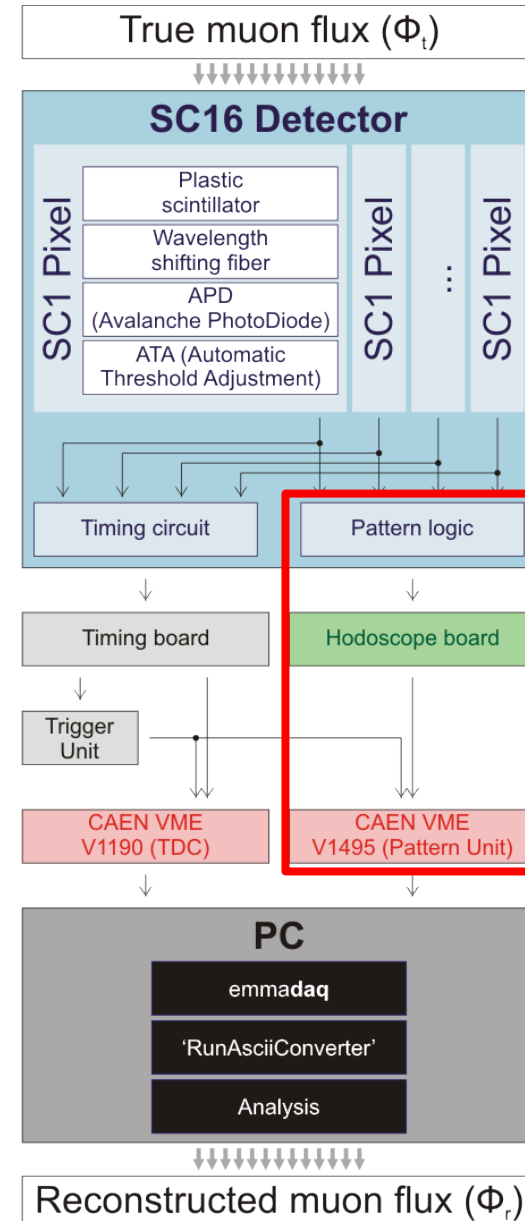 True muon flux (Φt)
SC16 Detector
SC1 Pixel
Plastic
scintillator
Wavelength
shifting fiber
APD
(Avalanche PhotoDiode)
ATA (Automatic
Threshold Adjustment)
SC1 Pixel
...
SC1 Pixel
Timing circuit
Pattern logic
Timing board
Hodoscope board
Trigger
Unit
CAEN VME
V1190 (TDC)
CAEN VME
V1495 (Pattern Unit)
PC
emmadaq
'RunAsciiConverter'
Analysis
Reconstructed muon flux (Φr)